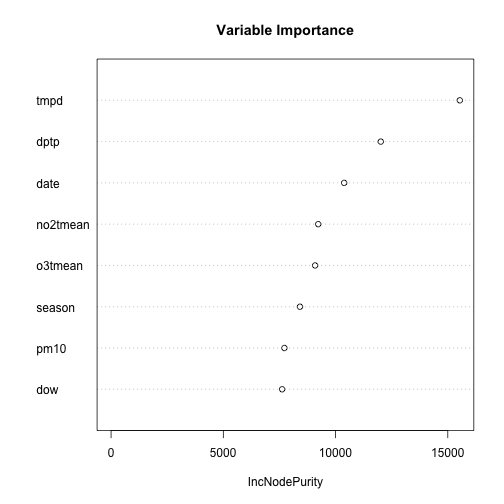 Variable Importance
tmpd
dptp
date
no2tmean
o3tmean
season
pm10
dow
0 5000 10000 15000
IncNodePurity